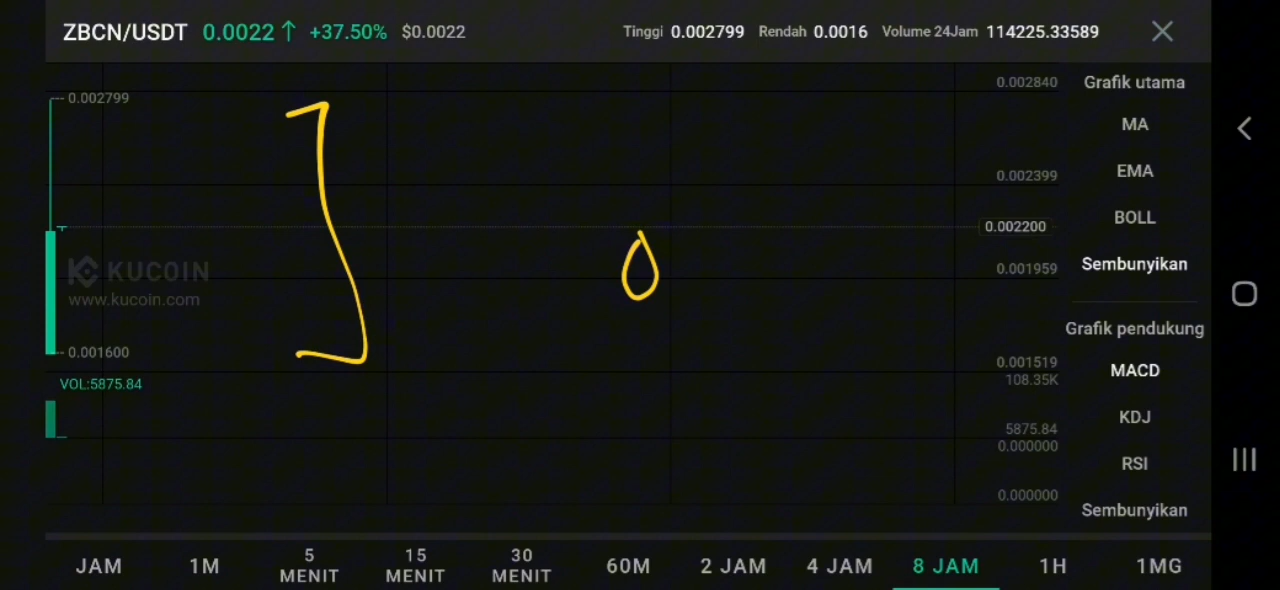 ZBCN/USDT 0.0022↑ +37.50% $0.0022 Tinggi 0.002799 Rendah 0.0016 Volume 24Jam 114225.33589
0.002840 Grafik utama
0.002799
MA
0.002399 EMA
BOLL
0.002200
KUCOIN 0.001959 Sembunyikan
www.kucoin.com
Grafik pendukung
0.001600
0.001519
108.35K MACD
VOL:5875.84
KDJ
5875.84
0.000000
RSI
0.000000
Sembunyikan
JAM 1M 5 MENIT 15 MENIT 30 MENIT 60M 2 JAM 4 JAM 8 JAM 1H 1MG